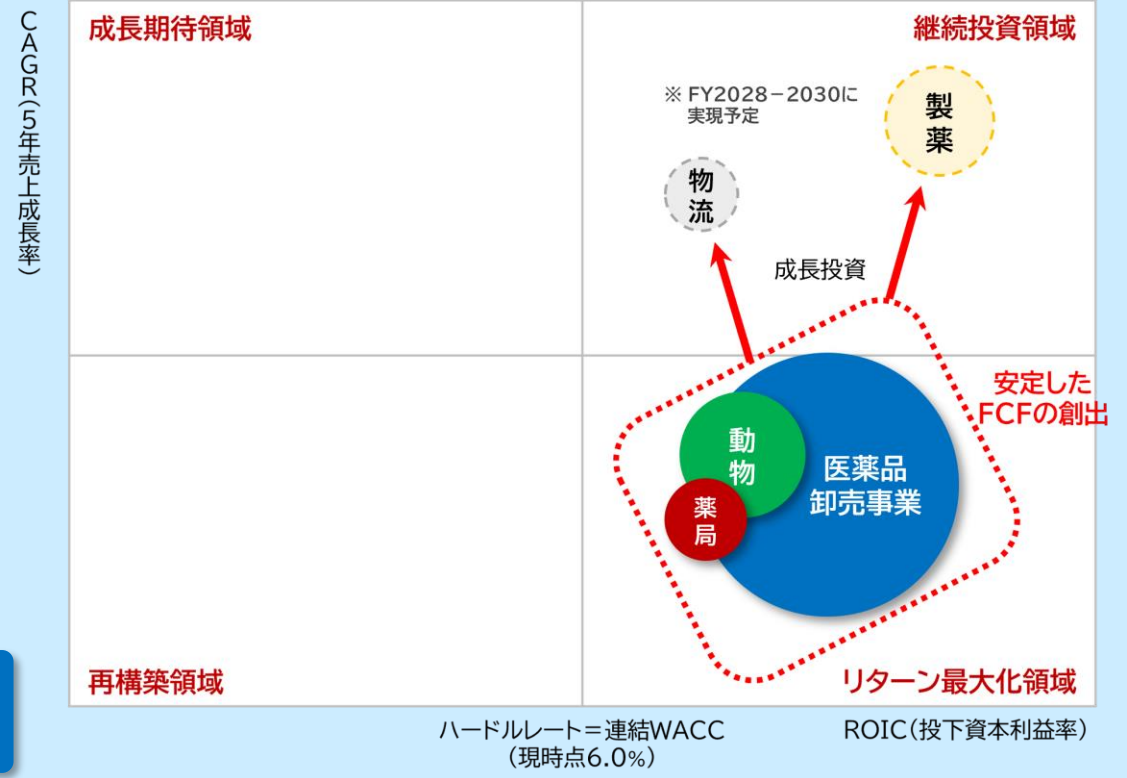 CAGR(5年売上成長率)
成長期待領域
継続投資領域
※ FY2028-2030に
実現予定
製薬
物流
成長投資
安定した
FCFの創出
動物
医薬品
卸売事業
薬局
再構築領域
リターン最大化領域
ハードルレート=連結WACC
(現時点6.0%)
ROIC(投下資本利益率)